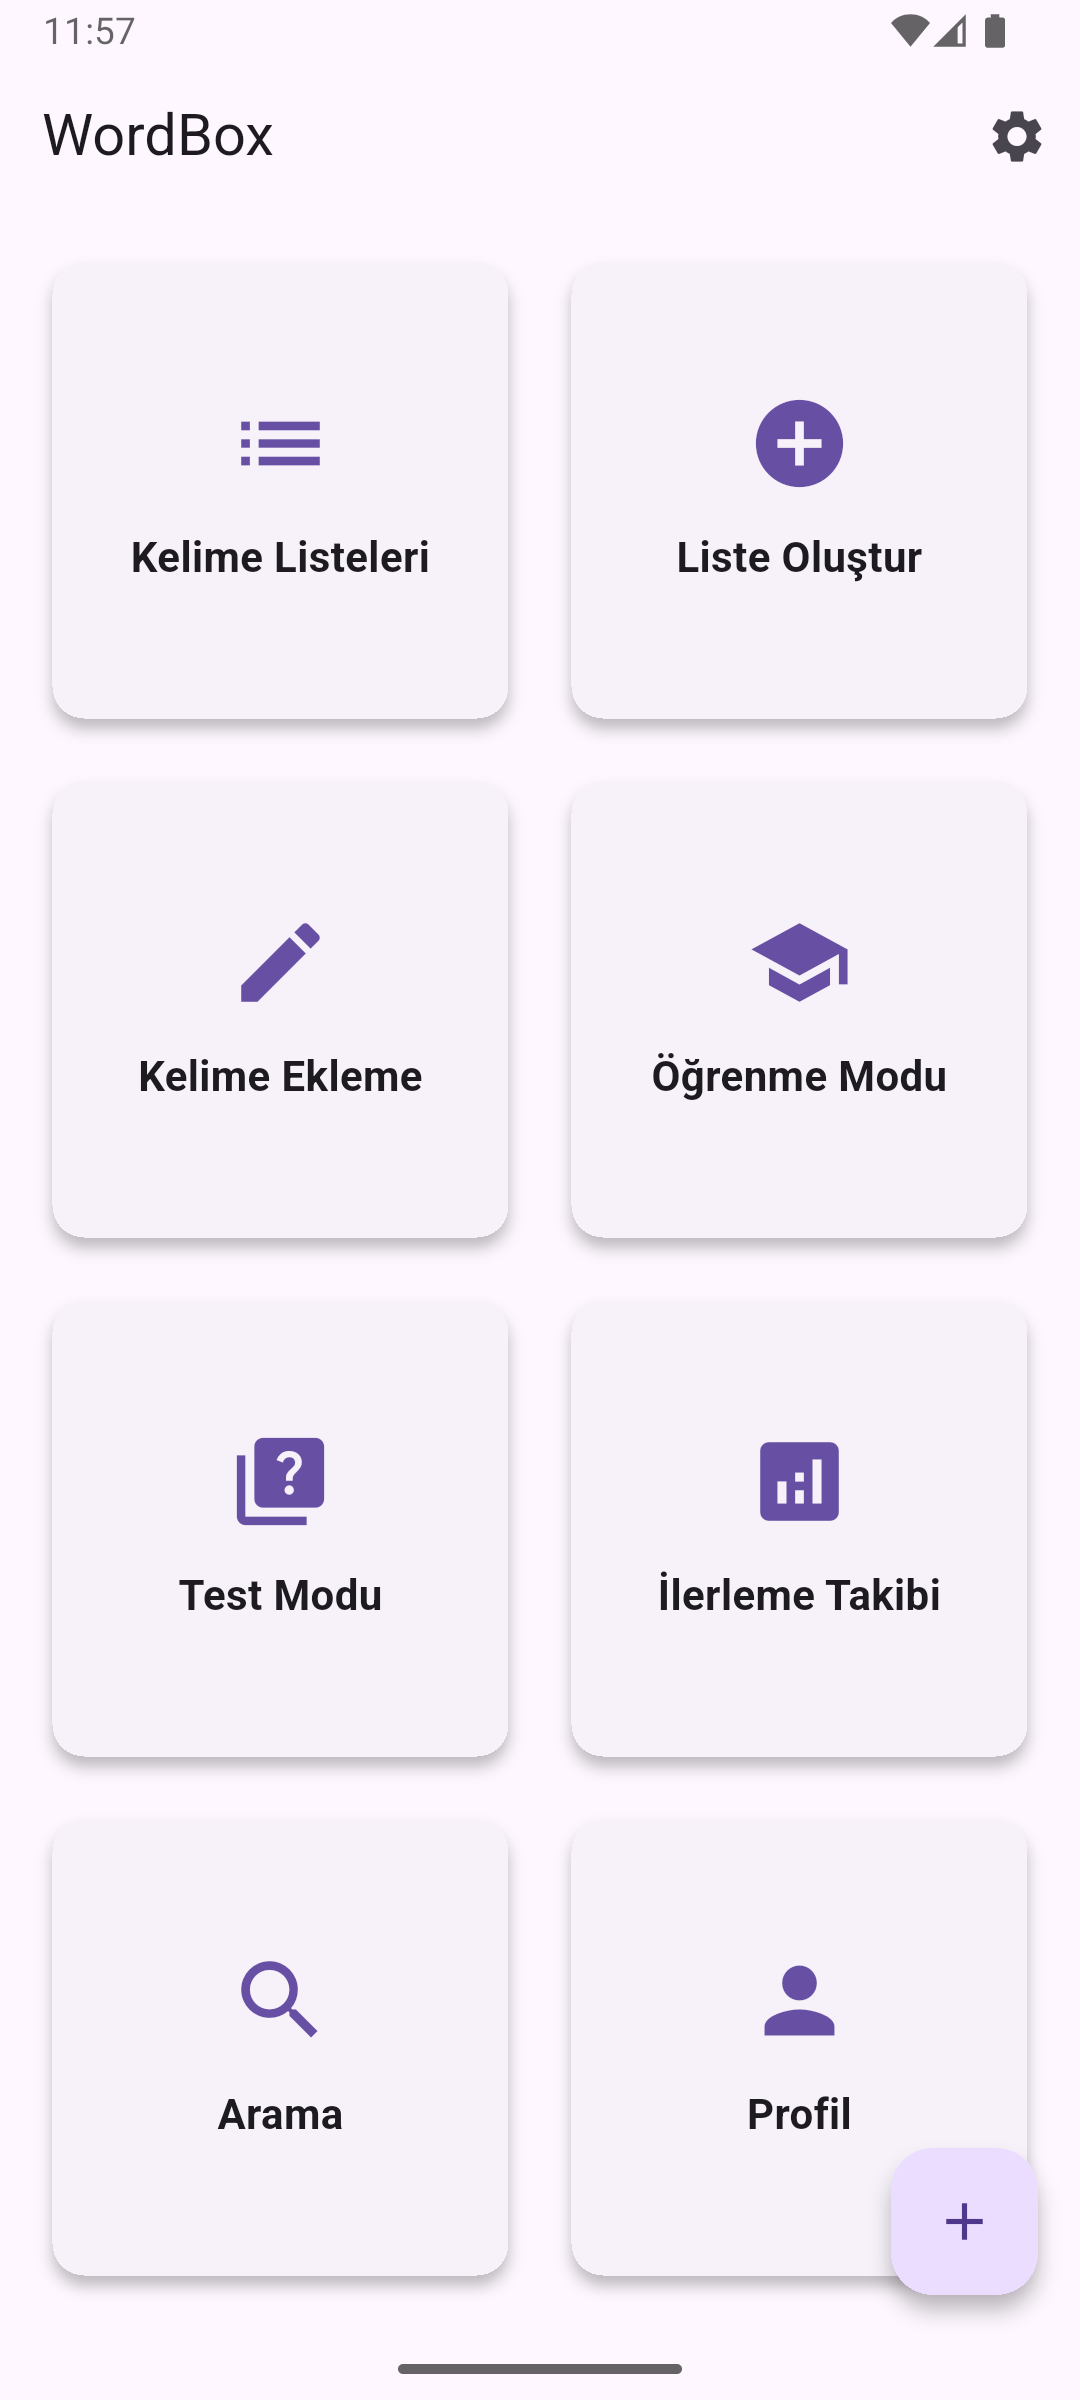 11:57
WordBox
Kelime Listeleri
Liste Oluştur
Kelime Ekleme
Öğrenme Modu
Test Modu
İlerleme Takibi
Arama
Profil